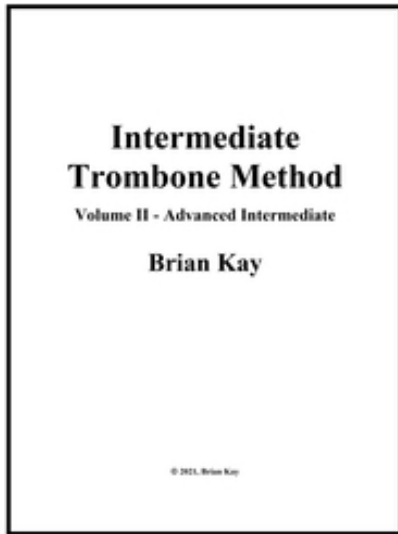 Intermediate
Trombone Method
Volume II - Advanced Intermediate
Brian Kay
© 2021, Brian Kay